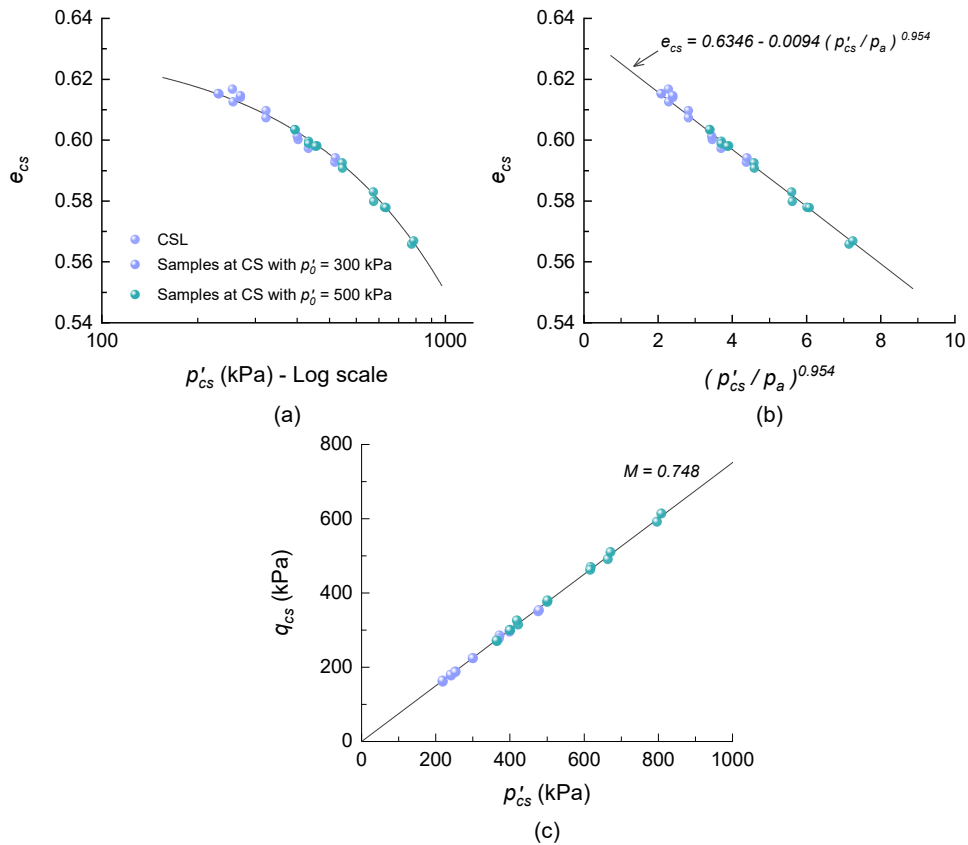 0.64
0.62
0.60
0.58
0.56
0.54
e_cs
CSL
Samples at CS with p'_0 = 300 kPa
Samples at CS with p'_0 = 500 kPa
100
1000
p'_cs (kPa) - Log scale
(a)
0.64
0.62
0.60
0.58
0.56
0.54
e_cs
e_cs = 0.6346 - 0.0094 ( p'_cs / p_a ) ^0.954
0
2
4
6
8
10
( p'_cs / p_a )^0.954
(b)
800
600
400
200
0
q_cs (kPa)
M = 0.748
0
200
400
600
800
1000
p'_cs (kPa)
(c)